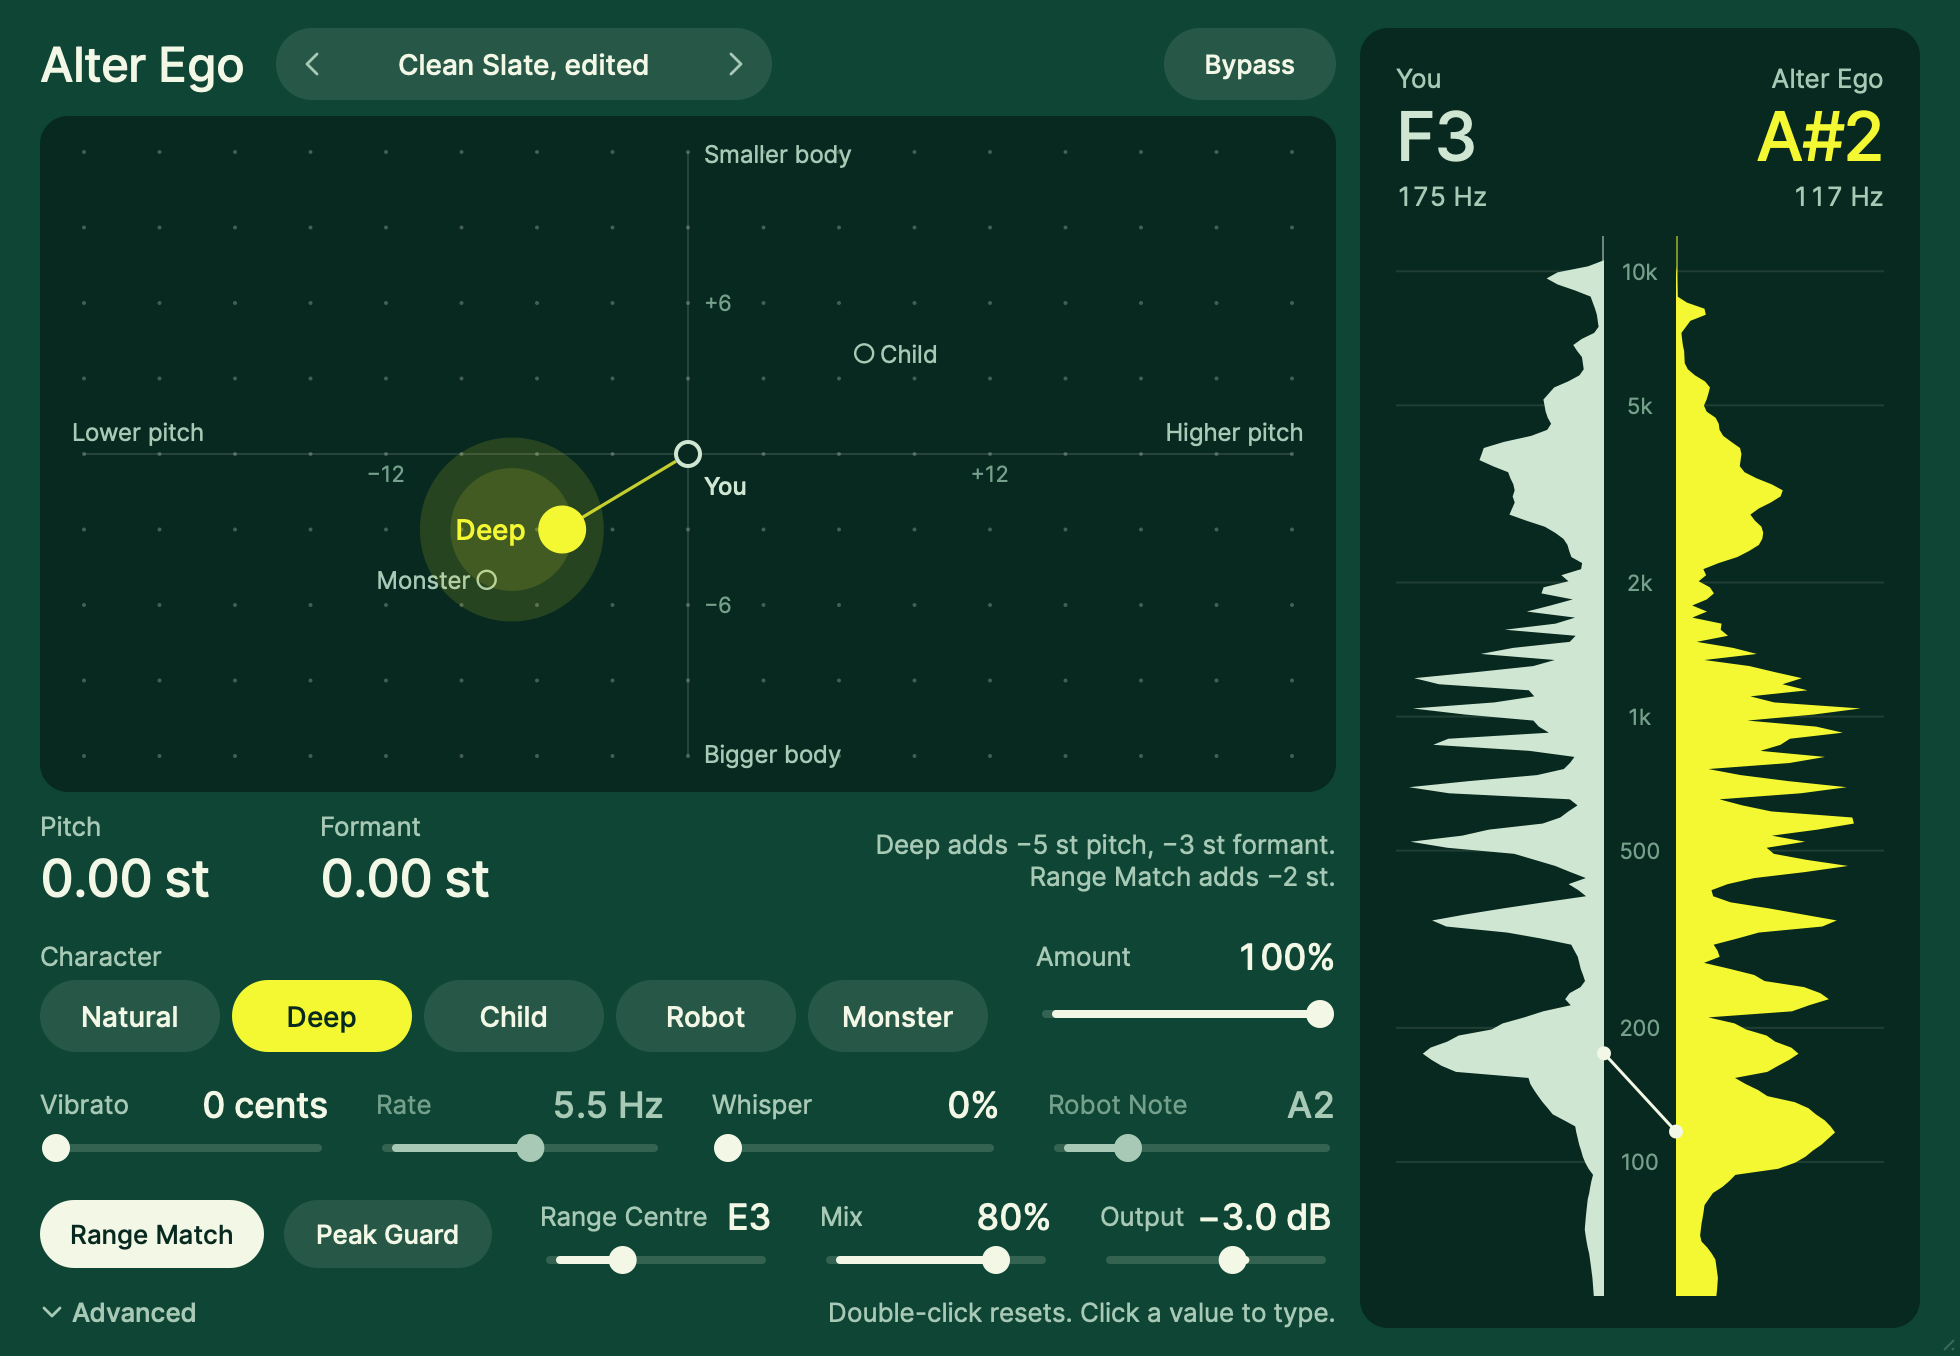 Alter Ego
Clean Slate, edited
Bypass
Smaller body
+6
Child
Lower pitch
Higher pitch
−12
+12
You
Deep
Monster
−6
Bigger body
Pitch
0.00 st
Formant
0.00 st
Deep adds −5 st pitch, −3 st formant.
Range Match adds −2 st.
Character
Natural
Deep
Child
Robot
Monster
Amount
100%
Vibrato
0 cents
Rate
5.5 Hz
Whisper
0%
Robot Note
A2
Range Match
Peak Guard
Range Centre
E3
Mix
80%
Output
−3.0 dB
Advanced
Double-click resets. Click a value to type.
You
Alter Ego
F3
A#2
175 Hz
117 Hz
10k
5k
2k
1k
500
200
100